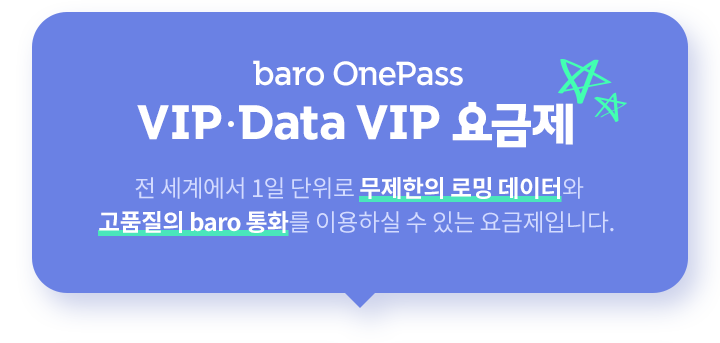 baro OnePass
VIP·Data VIP 요금제
전 세계에서 1일 단위로 무제한의 로밍 데이터와
고품질의 baro 통화를 이용하실 수 있는 요금제입니다.